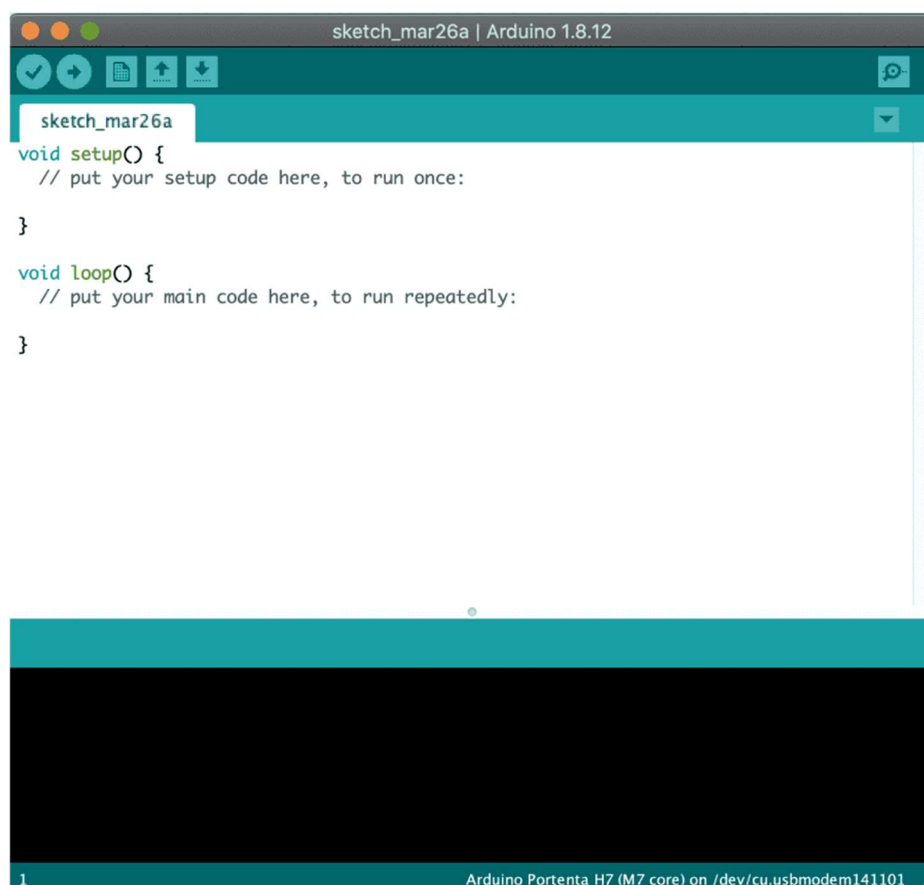 sketch_mar26a | Arduino 1.8.12
sketch_mar26a
void setup() {
  // put your setup code here, to run once:
}
void loop() {
  // put your main code here, to run repeatedly:
}
1
Arduino Portenta H7 (M7 core) on /dev/cu.usbmodem141101